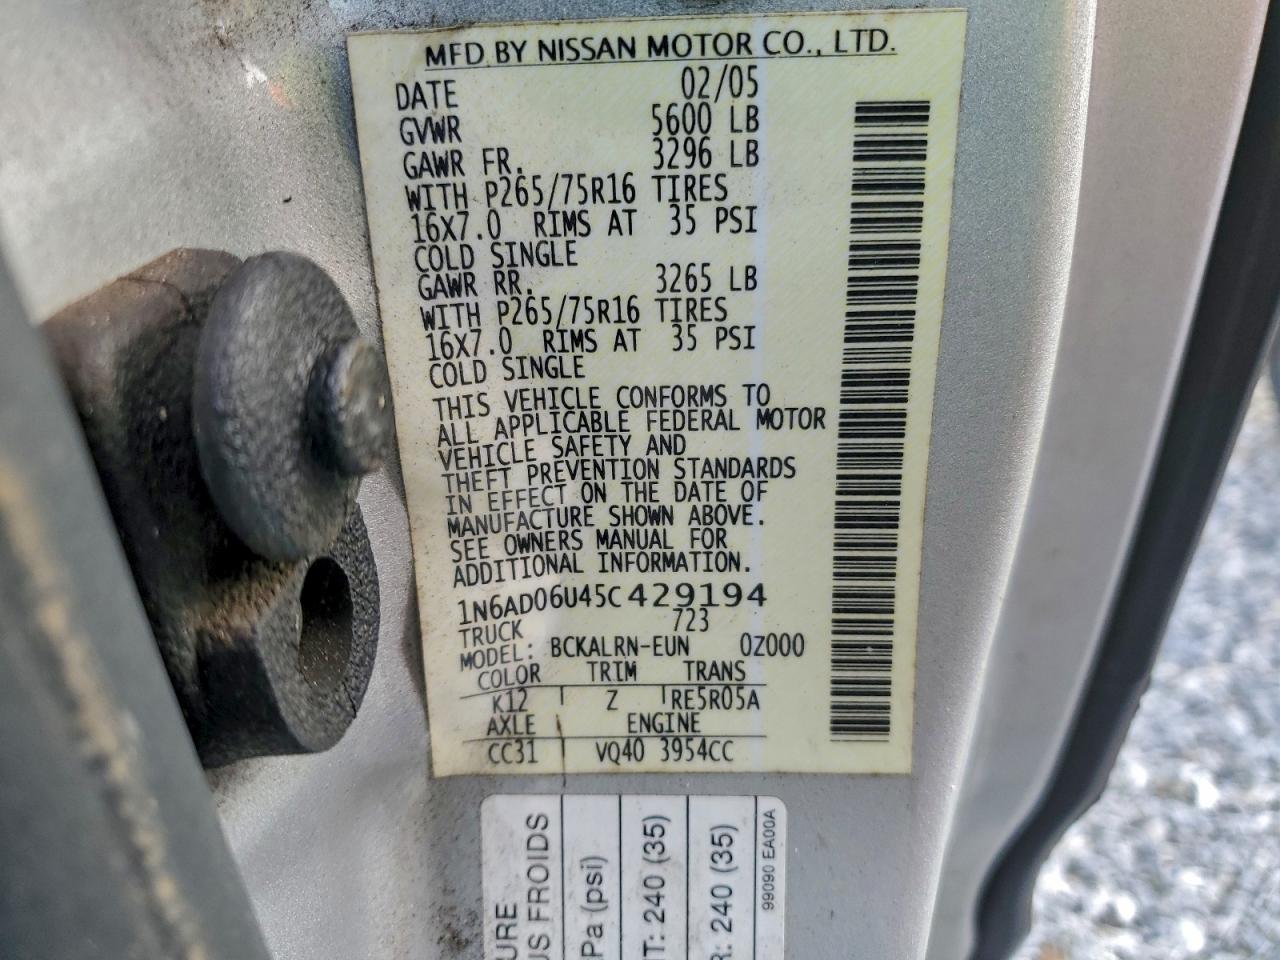 MFD. BY NISSAN MOTOR CO., LTD.
DATE 02/05
GVWR 5600 LB
GAWR FR. 3296 LB
WITH P265/75R16 TIRES
16X7.0 RIMS AT 35 PSI
COLD SINGLE
GAWR RR. 3265 LB
WITH P265/75R16 TIRES
16X7.0 RIMS AT 35 PSI
COLD SINGLE
THIS VEHICLE CONFORMS TO
ALL APPLICABLE FEDERAL MOTOR
VEHICLE SAFETY AND
THEFT PREVENTION STANDARDS
IN EFFECT ON THE DATE OF
MANUFACTURE SHOWN ABOVE.
SEE OWNERS MANUAL FOR
ADDITIONAL INFORMATION.
1N6AD06U45C429194
TRUCK 723
MODEL: BCKALRN-EUN 0Z000
COLOR TRIM TRANS
K12 Z RE5R05A
AXLE ENGINE
CC31 VQ40 3954CC
URE
US FROIDS
Pa (psi)
T: 240 (35)
R: 240 (35)
99090 EA00A